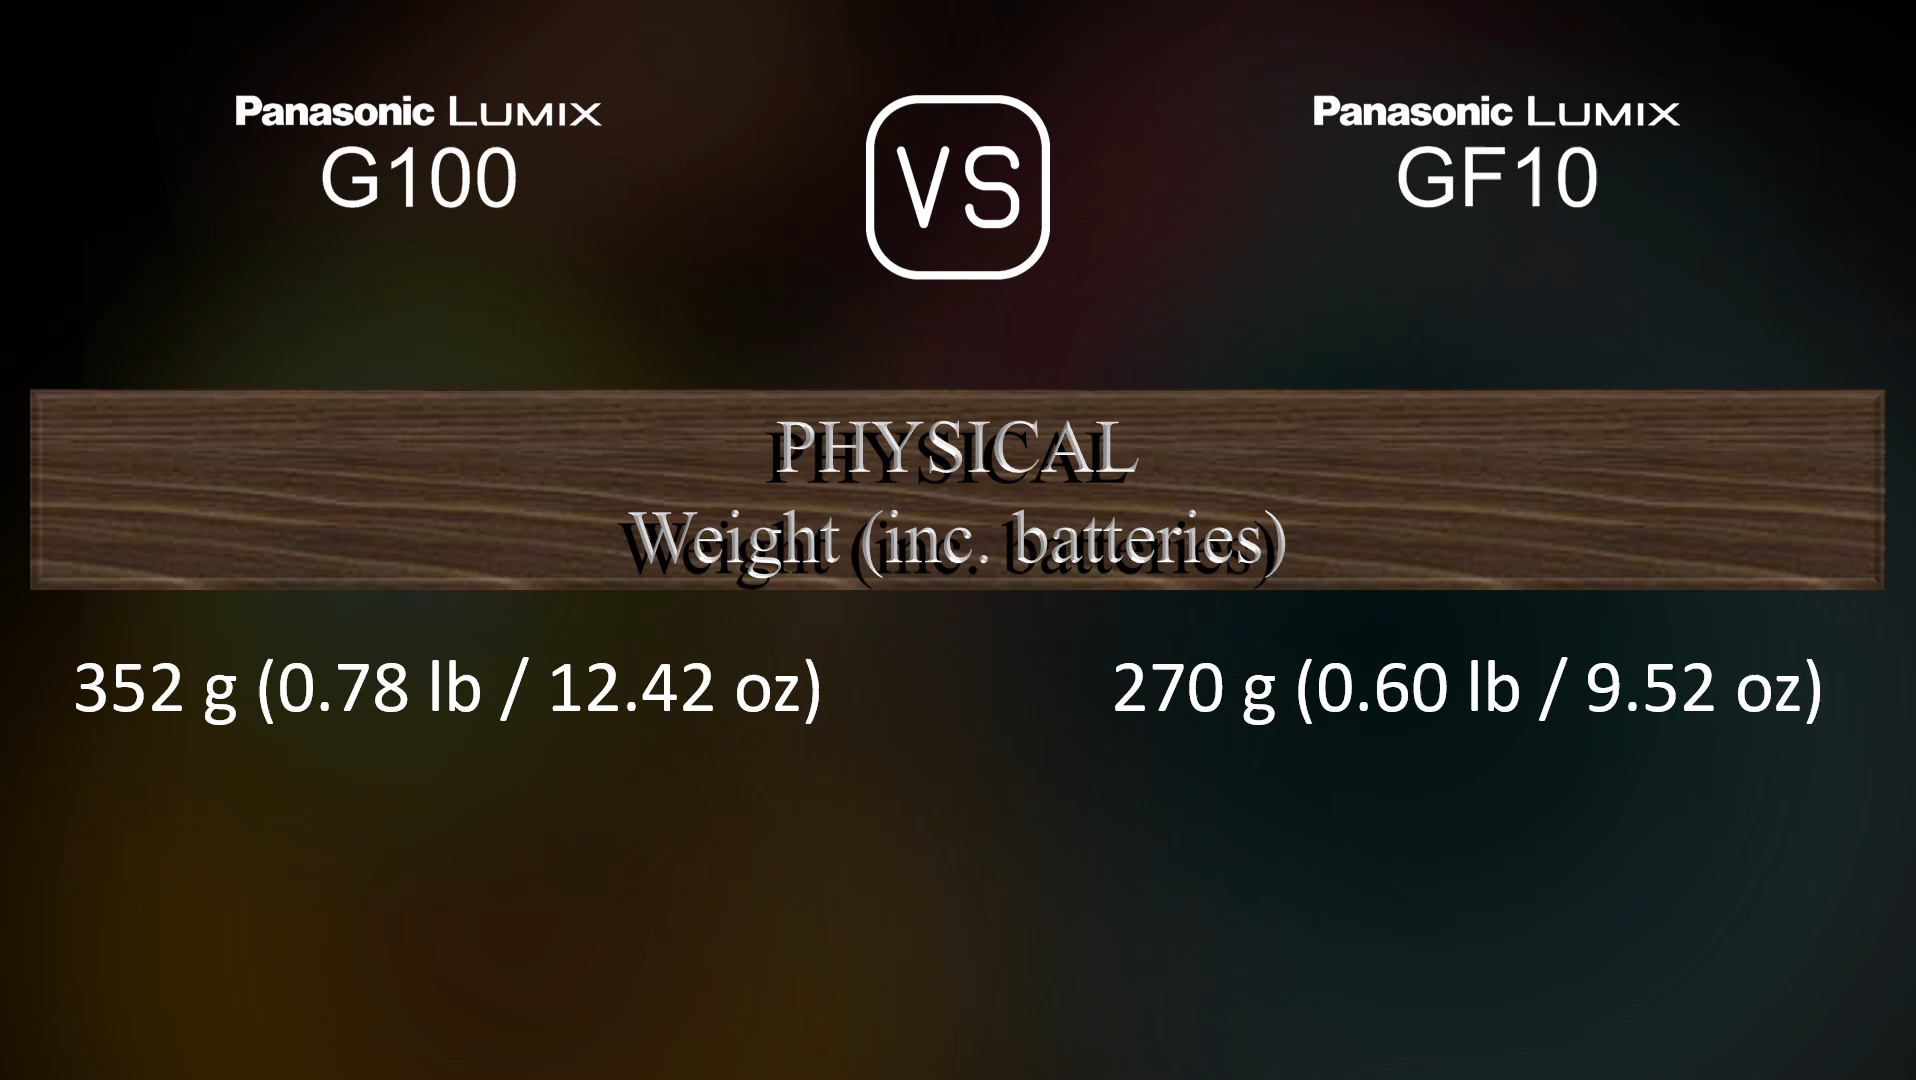 Panasonic LUMIX
G100
VS
Panasonic LUMIX
GF10
PHYSICAL
Weight (inc. batteries)
352 g (0.78 lb / 12.42 oz)
270 g (0.60 lb / 9.52 oz)